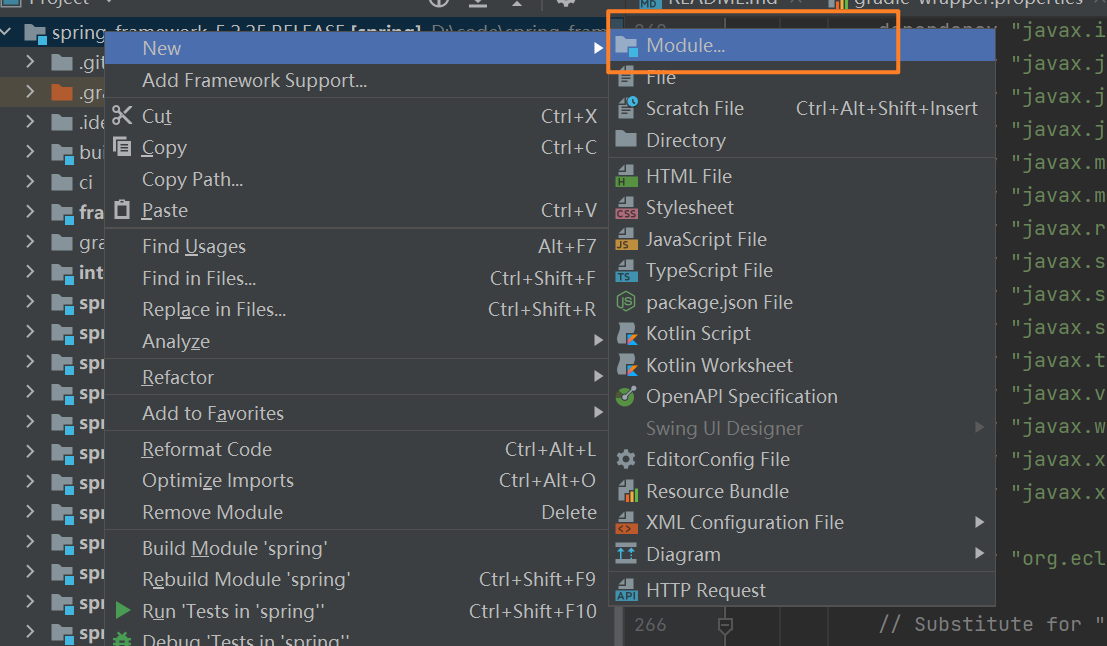 Project
README.md
gradle-wrapper.properties
spring-framework-5.2.25.RELEASE [spring]
New
Add Framework Support...
Cut Ctrl+X
Copy Ctrl+C
Copy Path...
Paste Ctrl+V
Find Usages Alt+F7
Find in Files... Ctrl+Shift+F
Replace in Files... Ctrl+Shift+R
Analyze
Refactor
Add to Favorites
Reformat Code Ctrl+Alt+L
Optimize Imports Ctrl+Alt+O
Remove Module Delete
Build Module 'spring'
Rebuild Module 'spring' Ctrl+Shift+F9
Run 'Tests in 'spring'' Ctrl+Shift+F10
Debug 'Tests in 'spring''
Module...
File
Scratch File Ctrl+Alt+Shift+Insert
Directory
HTML File
Stylesheet
JavaScript File
TypeScript File
package.json File
Kotlin Script
Kotlin Worksheet
OpenAPI Specification
Swing UI Designer
EditorConfig File
Resource Bundle
XML Configuration File
Diagram
HTTP Request
.git
.gra
.ide
bui
ci
fra
gra
int
spr
spr
spr
spr
spr
spr
spr
spr
spr
spr
spr
spr
"javax.i
"javax.j
"javax.j
"javax.j
"javax.m
"javax.m
"javax.r
"javax.s
"javax.s
"javax.s
"javax.t
"javax.v
"javax.w
"javax.x
"javax.x
"org.ecl
266 // Substitute for "